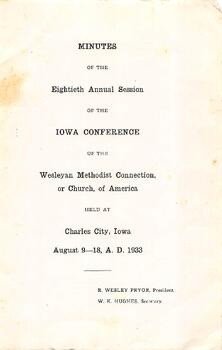 MINUTES
OF THE
Eightieth Annual Session
OF THE
IOWA CONFERENCE
OF THE
Wesleyan Methodist Connection,
or Church, of America
HELD AT
Charles City, Iowa
August 9—18, A. D. 1933
R. WESLEY PRYOR, President
W. K. HUGHES, Secretary